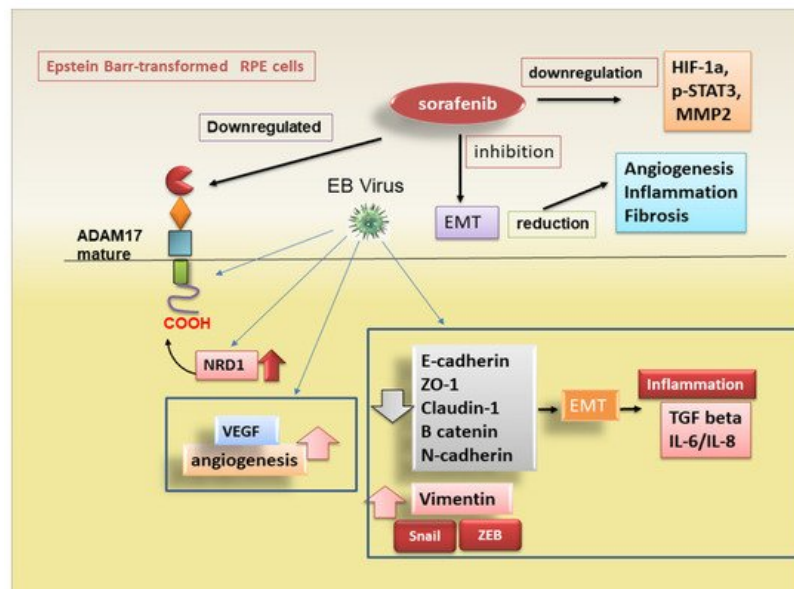 Epstein Barr-transformed RPE cells
sorafenib
downregulation
HIF-1a,
p-STAT3,
MMP2
Downregulated
inhibition
EB Virus
EMT
reduction
Angiogenesis
Inflammation
Fibrosis
ADAM17
mature
COOH
NRD1
VEGF
angiogenesis
E-cadherin
ZO-1
Claudin-1
B catenin
N-cadherin
EMT
Inflammation
TGF beta
IL-6/IL-8
Vimentin
Snail
ZEB